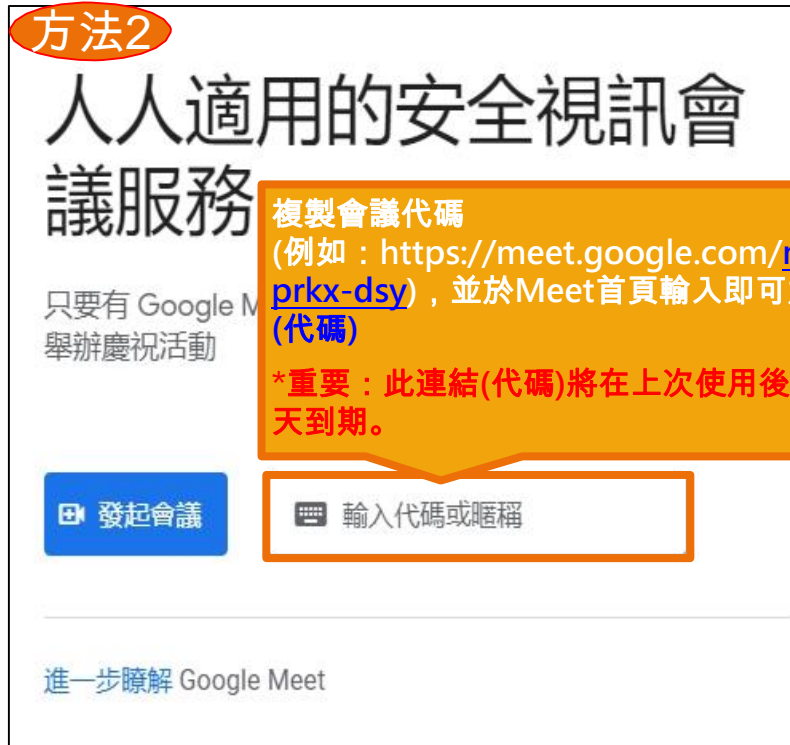 方法2
人人適用的安全視訊會
議服務
複製會議代碼
(例如：https://meet.google.com/
prkx-dsy)，並於Meet首頁輸入即可
(代碼)
只要有 Google M
舉辦慶祝活動
*重要：此連結(代碼)將在上次使用後
天到期。
發起會議
輸入代碼或暱稱
進一步瞭解 Google Meet